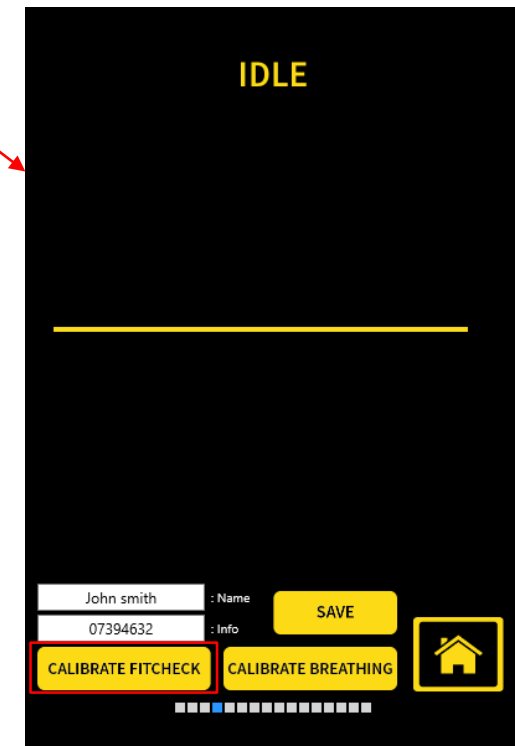 IDLE
John smith : Name
SAVE
07394632 : Info
CALIBRATE FITCHECK CALIBRATE BREATHING